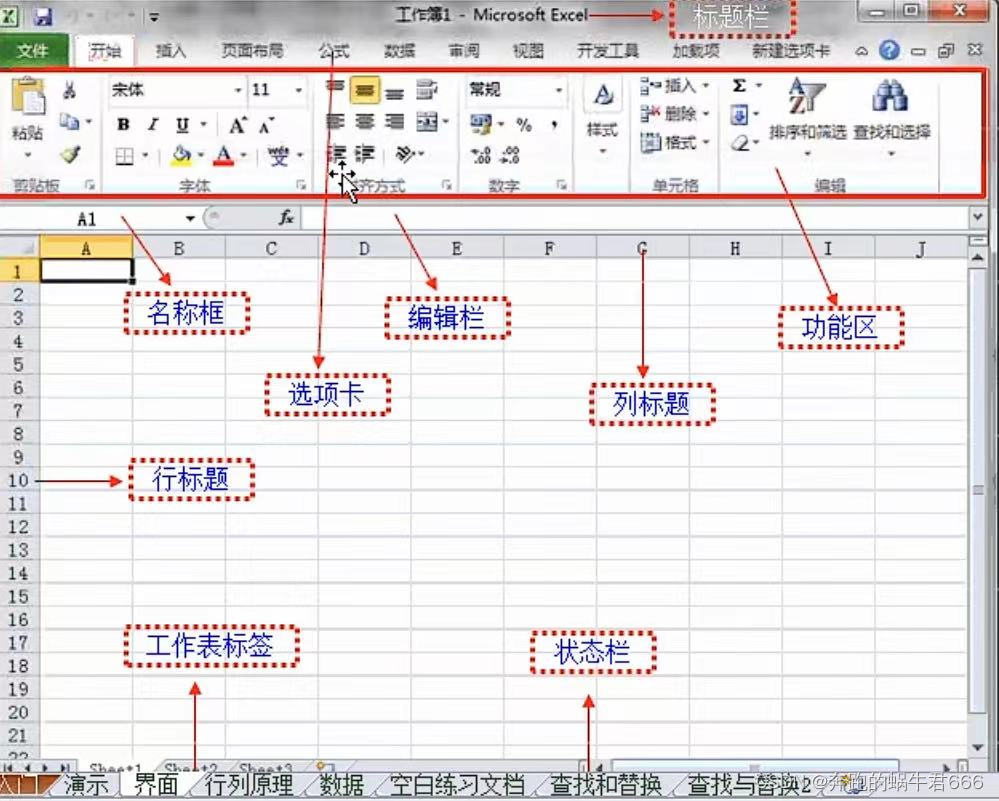 工作簿1 - Microsoft Excel 标题栏
文件 开始 插入 页面布局 公式 数据 审阅 视图 开发工具 加载项 新建选项卡
宋体 11 常规 插入 Σ
粘贴 B I U A A % , 样式 删除 排序和筛选 查找和选择
A 格式
剪贴板 字体 齐方式 数字 单元格 编辑
A1 fx
A B C D E F G H I J
1
2
名称框 编辑栏 功能区
3
4
5
6
选项卡 列标题
7
8
9
行标题
10
11
12
13
14
15
16
工作表标签 状态栏
17
18
19
20
21
22
Sheet1 Sheet2 Sheet3
入门 演示 界面 行列原理 数据 空白练习文档 查找和替换 查找与替换2
@奔跑的蜗牛君666